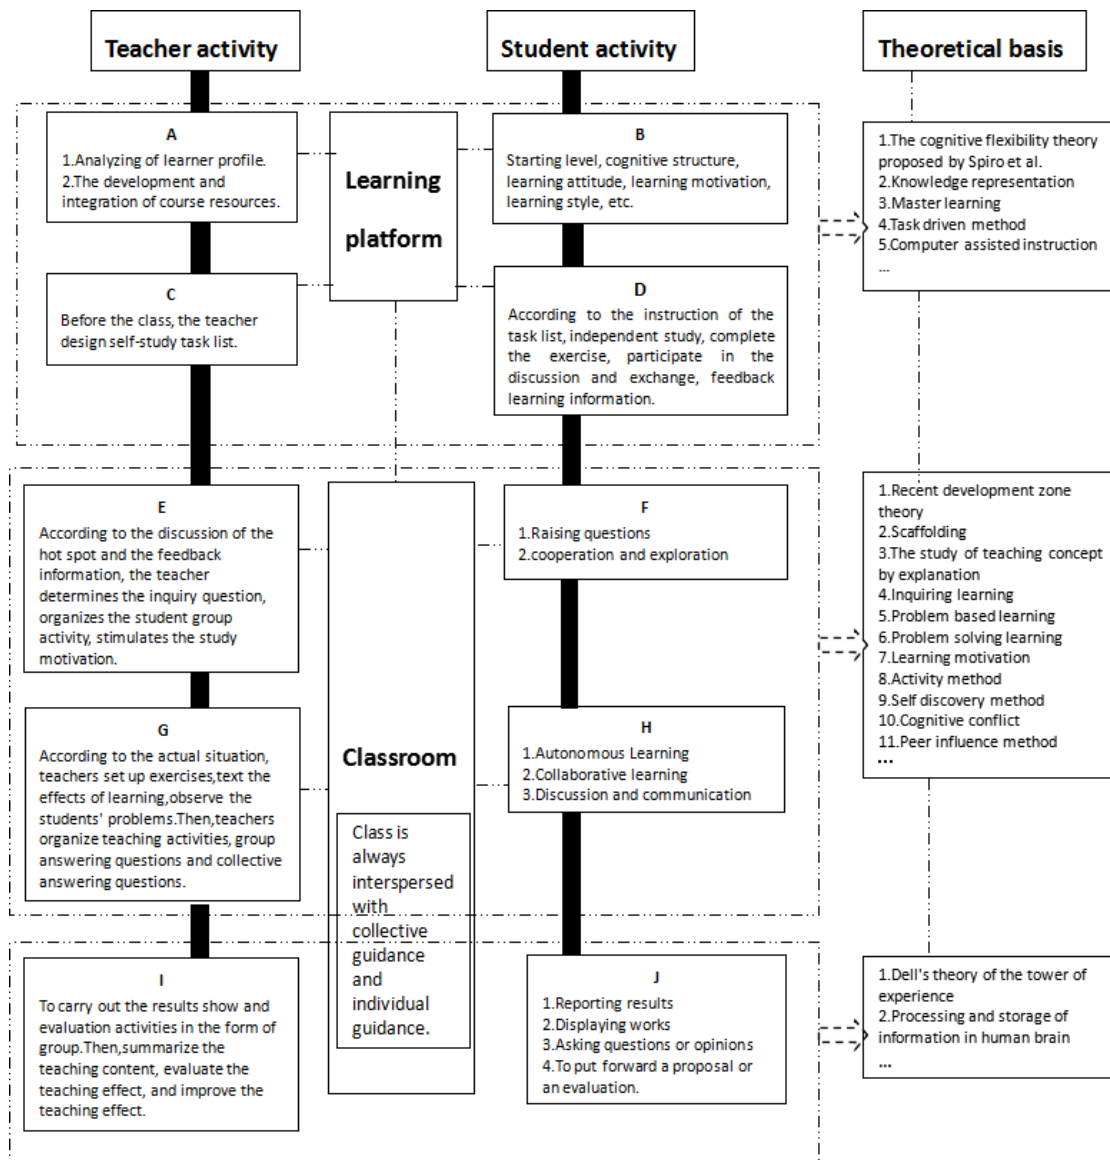 Teacher activity
Student activity
Theoretical basis
A
1.Analyzing of learner profile.
2.The development and
integration of course resources.
Learning
platform
B
Starting level, cognitive structure,
learning attitude, learning motivation,
learning style, etc.
1.The cognitive flexibility theory
proposed by Spiro et al.
2.Knowledge representation
3.Master learning
4.Task driven method
5.Computer assisted instruction
...
C
Before the class, the teacher
design self-study task list.
D
According to the instruction of the
task list, independent study, complete
the exercise, participate in the
discussion and exchange, feedback
learning information.
E
According to the discussion of the
hot spot and the feedback
information, the teacher
determines the inquiry question,
organizes the student group
activity, stimulates the study
motivation.
F
1.Raising questions
2.cooperation and exploration
1.Recent development zone
theory
2.Scaffolding
3.The study of teaching concept
by explanation
4.Inquiring learning
5.Problem based learning
6.Problem solving learning
7.Learning motivation
8.Activity method
9.Self discovery method
10.Cognitive conflict
11.Peer influence method
...
G
According to the actual situation,
teachers set up exercises,text the
effects of learning,observe the
students' problems.Then,teachers
organize teaching activities, group
answering questions and collective
answering questions.
Classroom
Class is
always
interspersed
with
collective
guidance
and
individual
guidance.
H
1.Autonomous Learning
2.Collaborative learning
3.Discussion and communication
I
To carry out the results show and
evaluation activities in the form of
group.Then,summarize the
teaching content, evaluate the
teaching effect, and improve the
teaching effect.
J
1.Reporting results
2.Displaying works
3.Asking questions or opinions
4.To put forward a proposal or
an evaluation.
1.Dell's theory of the tower of
experience
2.Processing and storage of
information in human brain
...